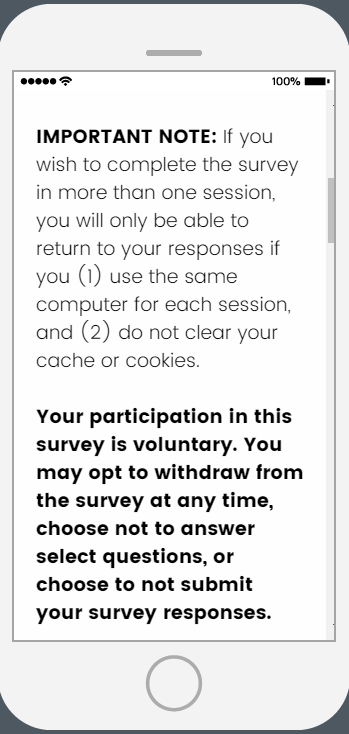 100%
IMPORTANT NOTE: If you
wish to complete the survey
in more than one session,
you will only be able to
return to your responses if
you (1) use the same
computer for each session,
and (2) do not clear your
cache or cookies.
Your participation in this
survey is voluntary. You
may opt to withdraw from
the survey at any time,
choose not to answer
select questions, or
choose to not submit
your survey responses.